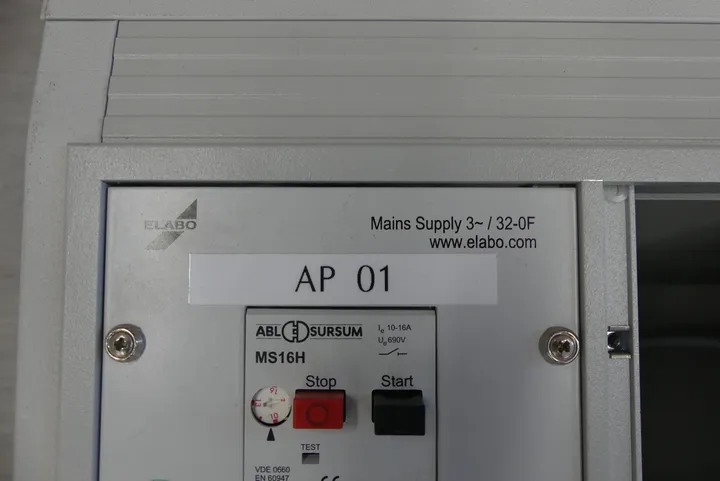 ELABO
Mains Supply 3~ / 32-0F
www.elabo.com
AP 01
ABL SURSUM
MS16H
Ie 10-16A
Ue 690V
Stop
Start
TEST
VDE 0660
EN 60947
CE